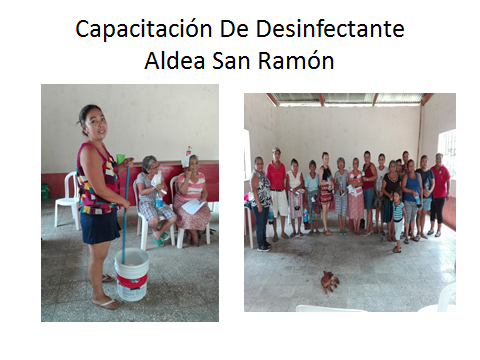 Capacitación De Desinfectante
Aldea San Ramón